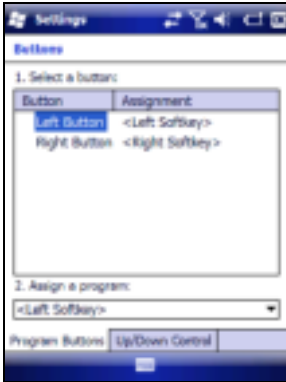 Settings
Buttons
1. Select a button:
Button Assignment
Left Button <Left Softkey>
Right Button <Right Softkey>
2. Assign a program:
<Left Softkey>
Program Buttons Up/Down Control